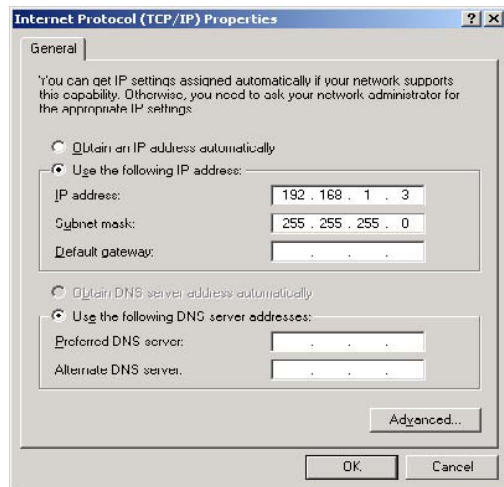 Internet Protocol (TCP/IP) Properties
General
You can get IP settings assigned automatically if your network supports
this capability. Otherwise, you need to ask your network administrator for
the appropriate IP settings.
Obtain an IP address automatically
Use the following IP address:
IP address: 192 . 168 . 1 . 3
Subnet mask: 255 . 255 . 255 . 0
Default gateway: . . .
Obtain DNS server address automatically
Use the following DNS server addresses:
Preferred DNS server: . . .
Alternate DNS server: . . .
Advanced...
OK Cancel